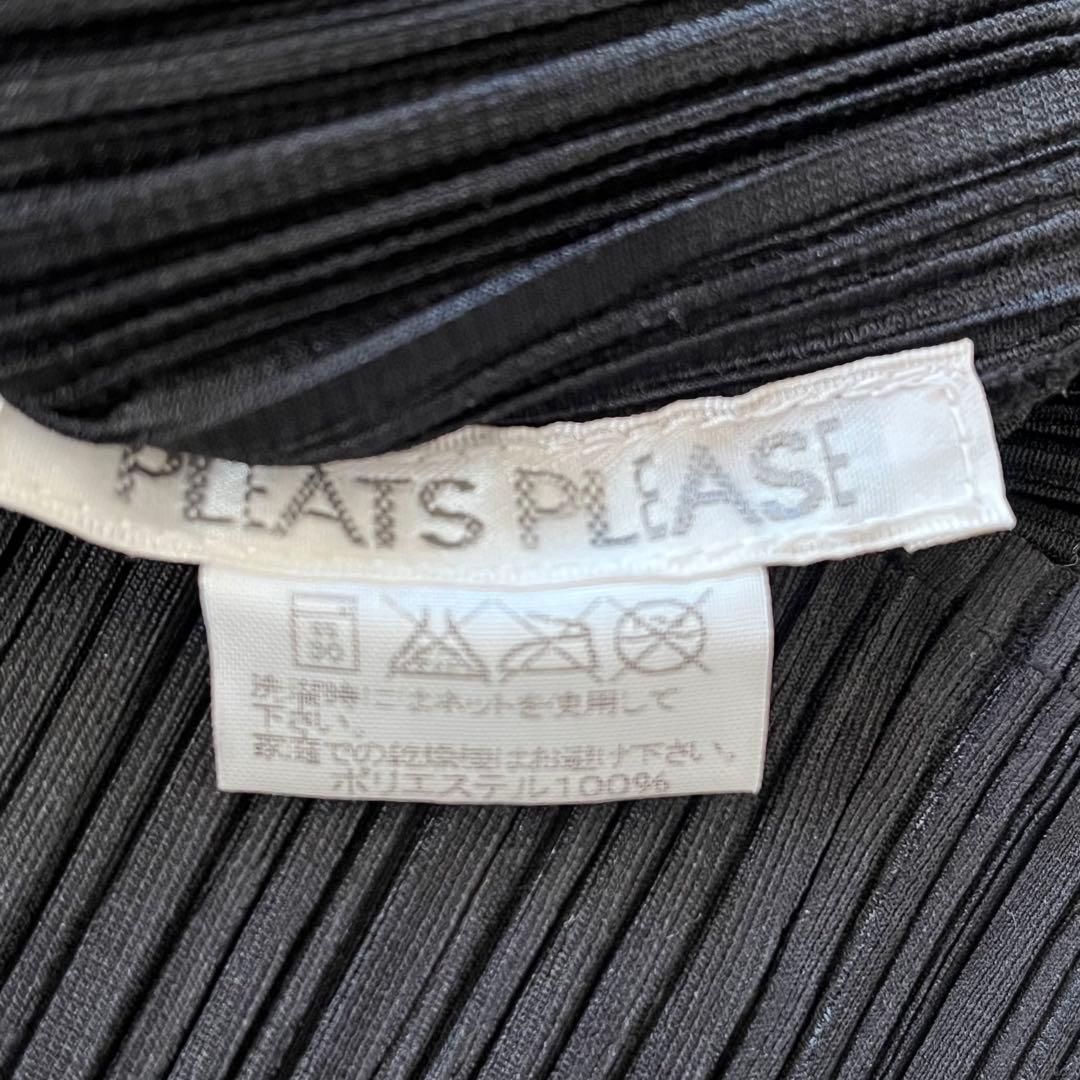 PLEATS PLEASE
30
洗濯時にはネットを使用して
下さい。
家庭での乾燥機はお避け下さい。
ポリエステル100%